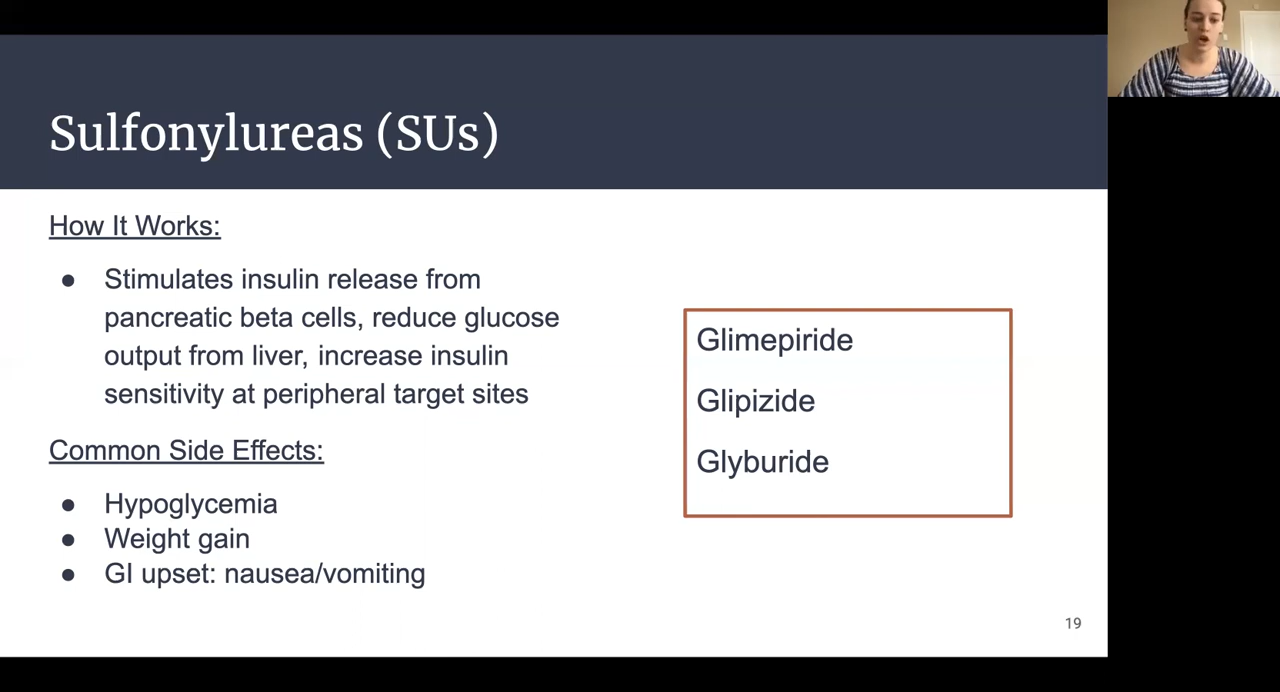 Sulfonylureas (SUs)
How It Works:
● Stimulates insulin release from
pancreatic beta cells, reduce glucose
output from liver, increase insulin
sensitivity at peripheral target sites
Common Side Effects:
● Hypoglycemia
● Weight gain
● GI upset: nausea/vomiting
Glimepiride
Glipizide
Glyburide
19